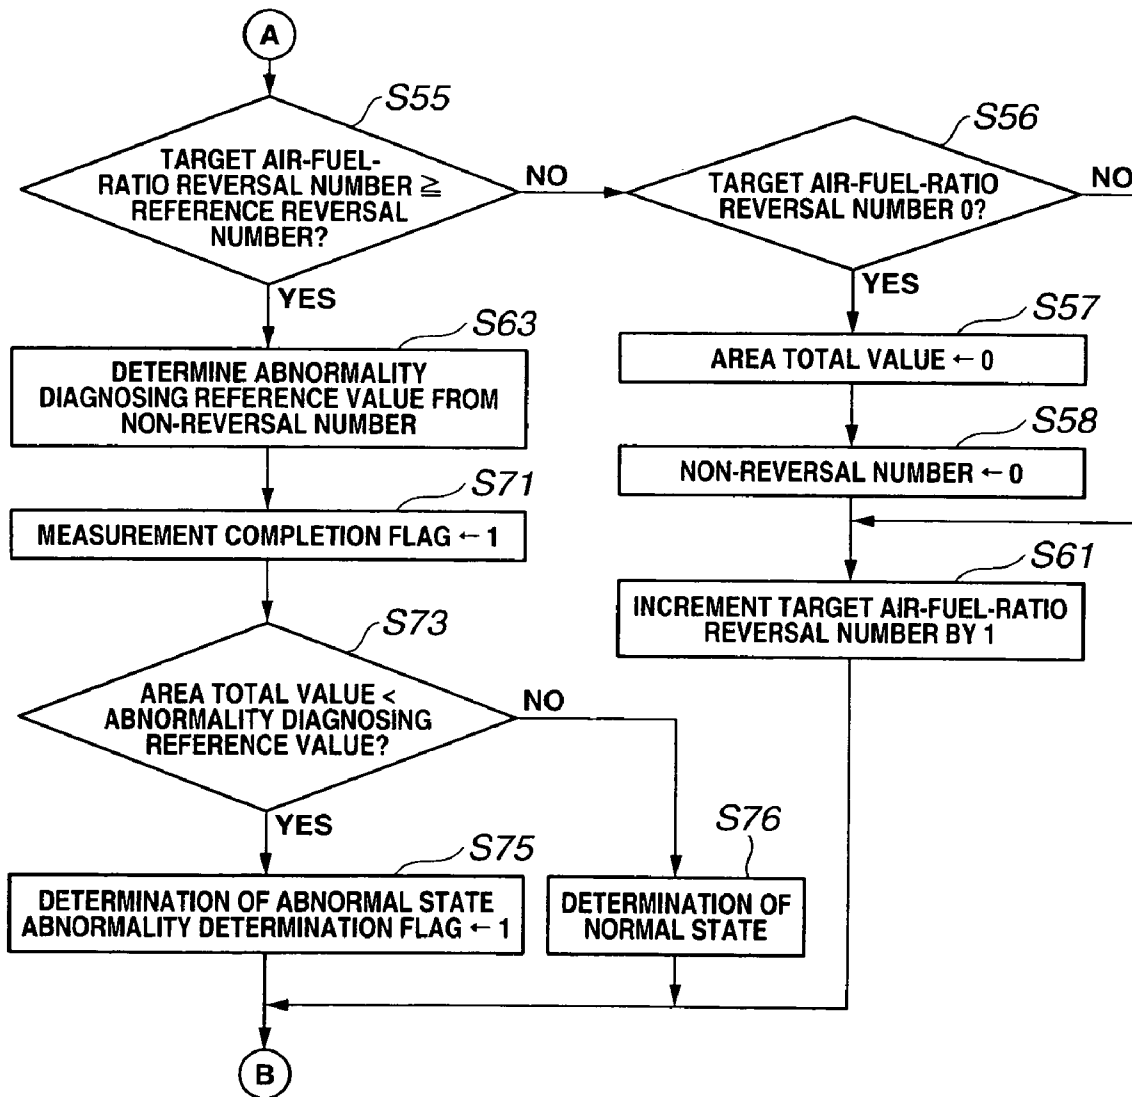 A
S55
TARGET AIR-FUEL-
RATIO REVERSAL NUMBER ≧
REFERENCE REVERSAL
NUMBER?
NO
YES
S56
TARGET AIR-FUEL-RATIO
REVERSAL NUMBER 0?
NO
YES
S57
AREA TOTAL VALUE ← 0
S58
NON-REVERSAL NUMBER ← 0
S61
INCREMENT TARGET AIR-FUEL-RATIO
REVERSAL NUMBER BY 1
S63
DETERMINE ABNORMALITY
DIAGNOSING REFERENCE VALUE FROM
NON-REVERSAL NUMBER
S71
MEASUREMENT COMPLETION FLAG ← 1
S73
AREA TOTAL VALUE <
ABNORMALITY DIAGNOSING
REFERENCE VALUE?
NO
YES
S75
DETERMINATION OF ABNORMAL STATE
ABNORMALITY DETERMINATION FLAG ← 1
S76
DETERMINATION OF
NORMAL STATE
B